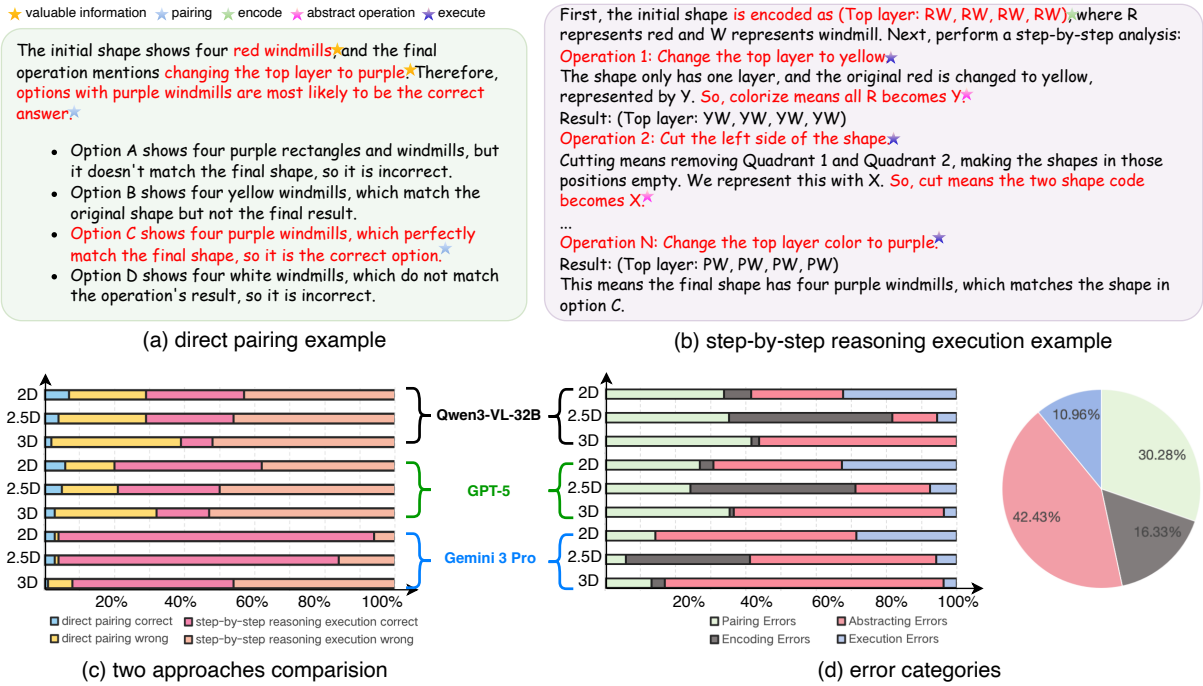 valuable information pairing encode abstract operation execute
The initial shape shows four red windmills, and the final
operation mentions changing the top layer to purple. Therefore,
options with purple windmills are most likely to be the correct
answer.
• Option A shows four purple rectangles and windmills, but
it doesn't match the final shape, so it is incorrect.
• Option B shows four yellow windmills, which match the
original shape but not the final result.
• Option C shows four purple windmills, which perfectly
match the final shape, so it is the correct option.
• Option D shows four white windmills, which do not match
the operation's result, so it is incorrect.
(a) direct pairing example
First, the initial shape is encoded as (Top layer: RW, RW, RW, RW), where R
represents red and W represents windmill. Next, perform a step-by-step analysis:
Operation 1: Change the top layer to yellow.
The shape only has one layer, and the original red is changed to yellow,
represented by Y. So, colorize means all R becomes Y.
Result: (Top layer: YW, YW, YW, YW)
Operation 2: Cut the left side of the shape.
Cutting means removing Quadrant 1 and Quadrant 2, making the shapes in those
positions empty. We represent this with X. So, cut means the two shape code
becomes X.
...
Operation N: Change the top layer color to purple.
Result: (Top layer: PW, PW, PW, PW)
This means the final shape has four purple windmills, which matches the shape in
option C.
(b) step-by-step reasoning execution example
2D
2.5D
3D
2D
2.5D
3D
2D
2.5D
3D
20% 40% 60% 80% 100%
direct pairing correct step-by-step reasoning execution correct
direct pairing wrong step-by-step reasoning execution wrong
(c) two approaches comparision
Qwen3-VL-32B
GPT-5
Gemini 3 Pro
2D
2.5D
3D
2D
2.5D
3D
2D
2.5D
3D
20% 40% 60% 80% 100%
Pairing Errors Abstracting Errors
Encoding Errors Execution Errors
10.96%
30.28%
42.43%
16.33%
(d) error categories